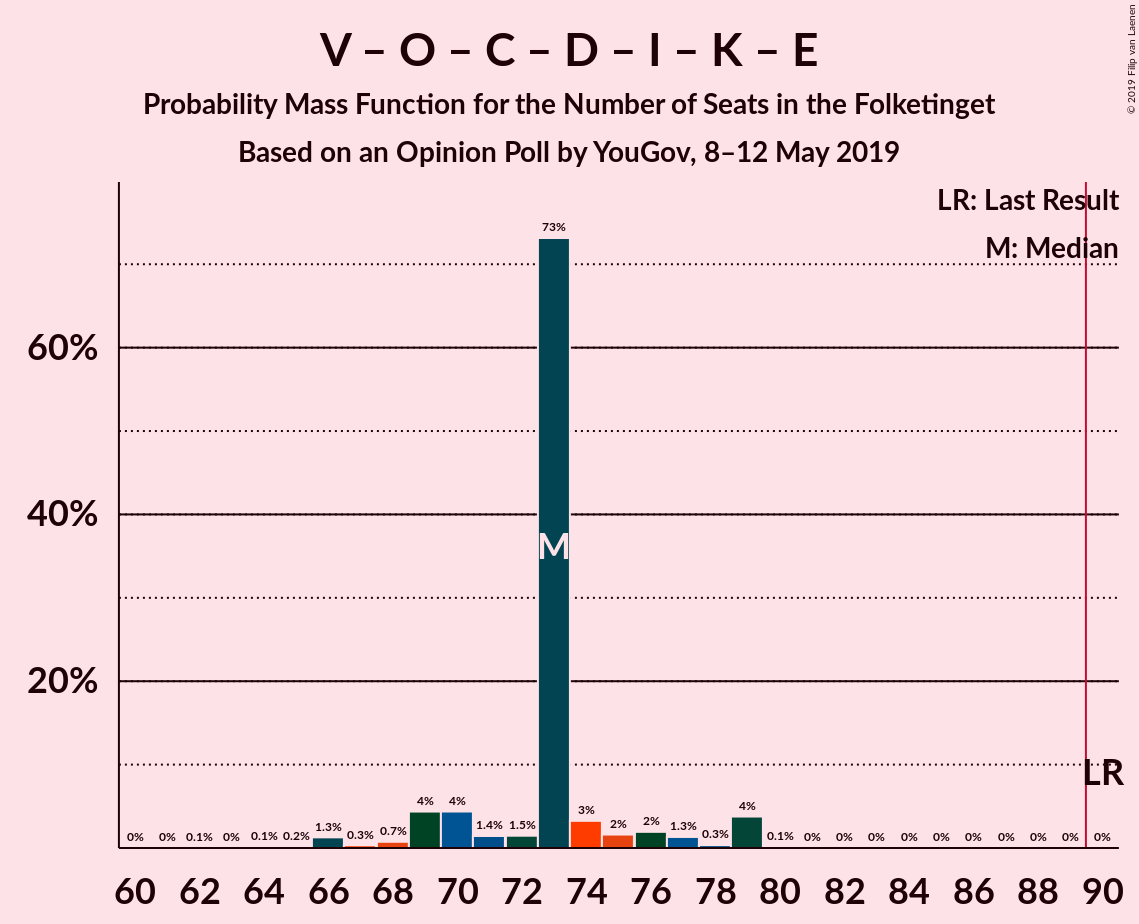 V – O – C – D – I – K – E
Probability Mass Function for the Number of Seats in the Folketinget
Based on an Opinion Poll by YouGov, 8–12 May 2019
© 2019 Filip van Laenen
LR: Last Result
M: Median
73%
60%
40%
M
20%
LR
0% 0% 0.1% 0% 0.1% 0.2% 1.3% 0.3% 0.7% 4% 4% 1.4% 1.5% 3% 2% 2% 1.3% 0.3% 4% 0.1% 0% 0% 0% 0% 0% 0% 0% 0% 0% 0%
60 62 64 66 68 70 72 74 76 78 80 82 84 86 88 90